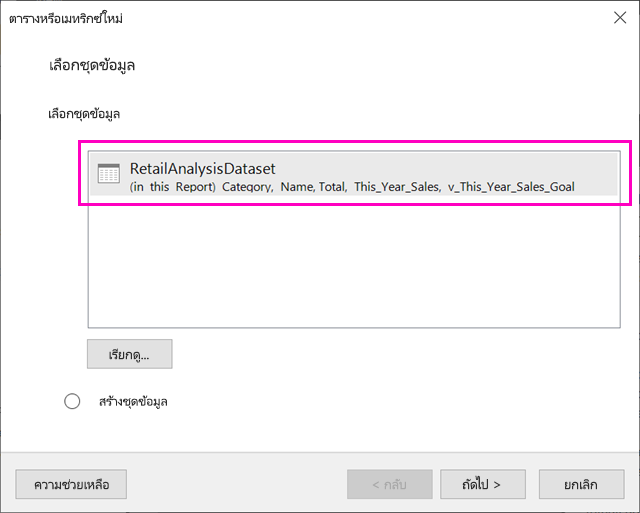 ตารางหรือเมทริกซ์ใหม่
เลือกชุดข้อมูล
เลือกชุดข้อมูล
RetailAnalysisDataset
(in this Report) Category, Name, Total, This_Year_Sales, v_This_Year_Sales_Goal
เรียกดู...
สร้างชุดข้อมูล
ความช่วยเหลือ
< กลับ
ถัดไป >
ยกเลิก